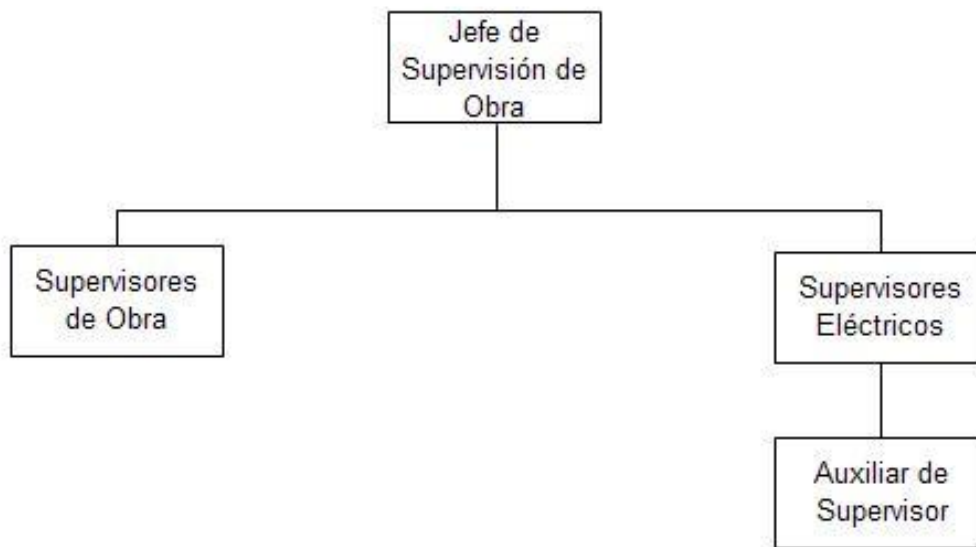 Jefe de
Supervisión de
Obra
Supervisores
de Obra
Supervisores
Eléctricos
Auxiliar de
Supervisor